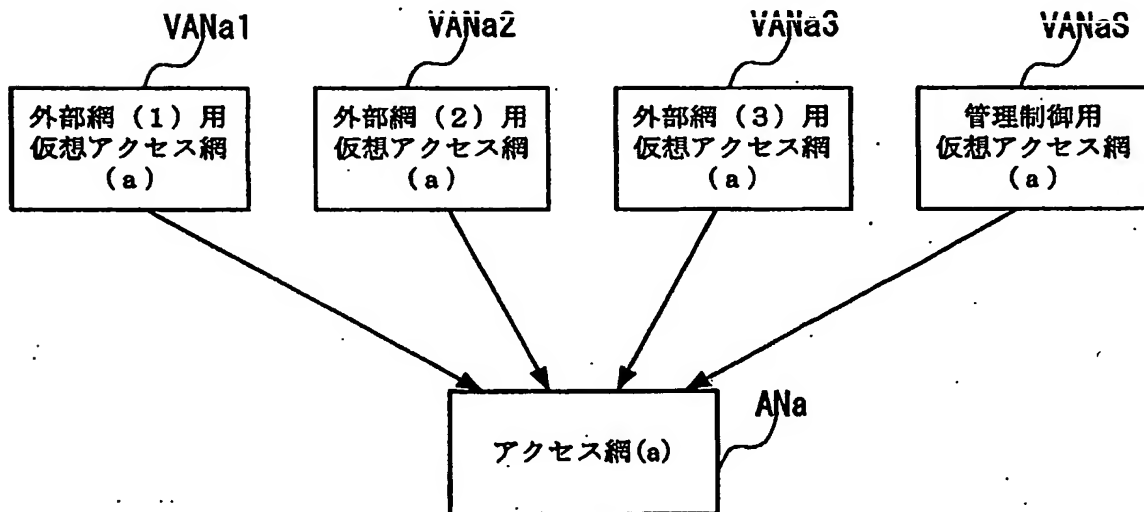 VANa1
VANa2
VANa3
VANaS
外部網（1）用
仮想アクセス網
（a）
外部網（2）用
仮想アクセス網
（a）
外部網（3）用
仮想アクセス網
（a）
管理制御用
仮想アクセス網
（a）
ANa
アクセス網(a)